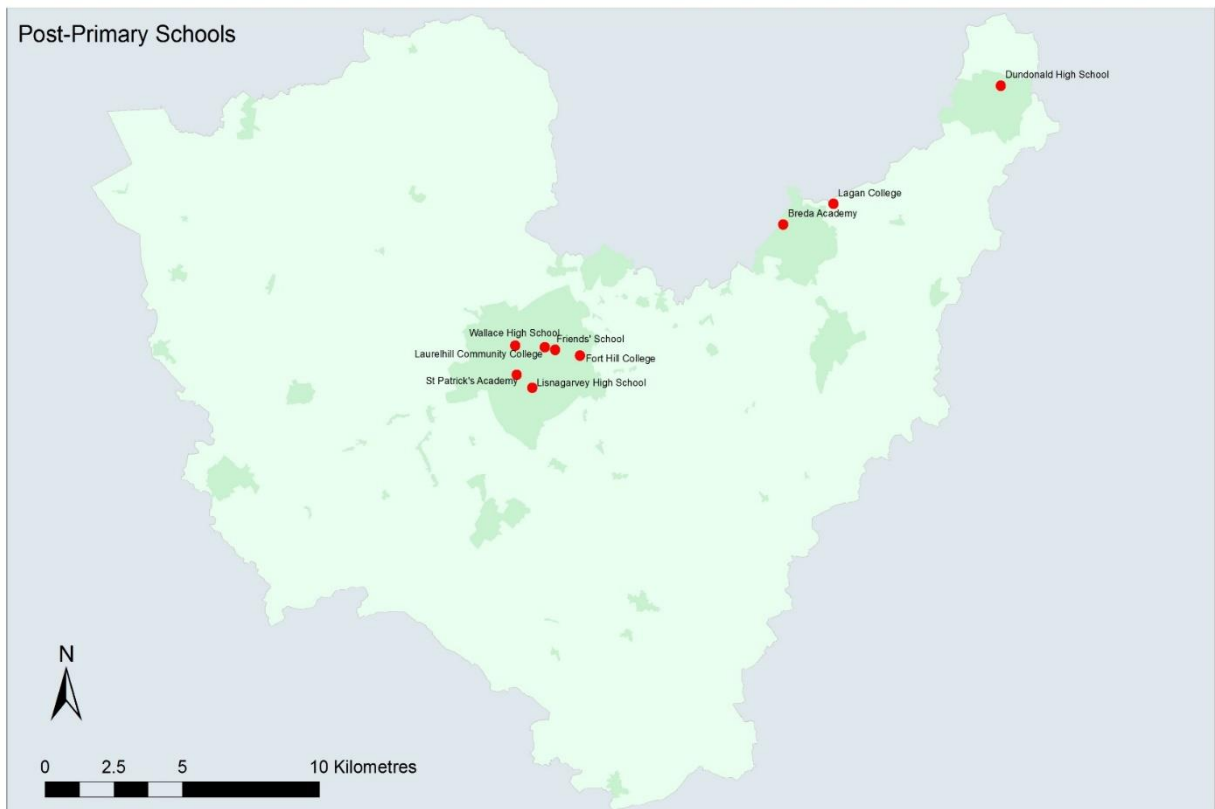 Post-Primary Schools
Dundonald High School
Lagan College
Breda Academy
Wallace High School
Friends' School
Laurelhill Community College
Fort Hill College
St Patrick's Academy
Lisnagarvey High School
N
0 2.5 5 10 Kilometres